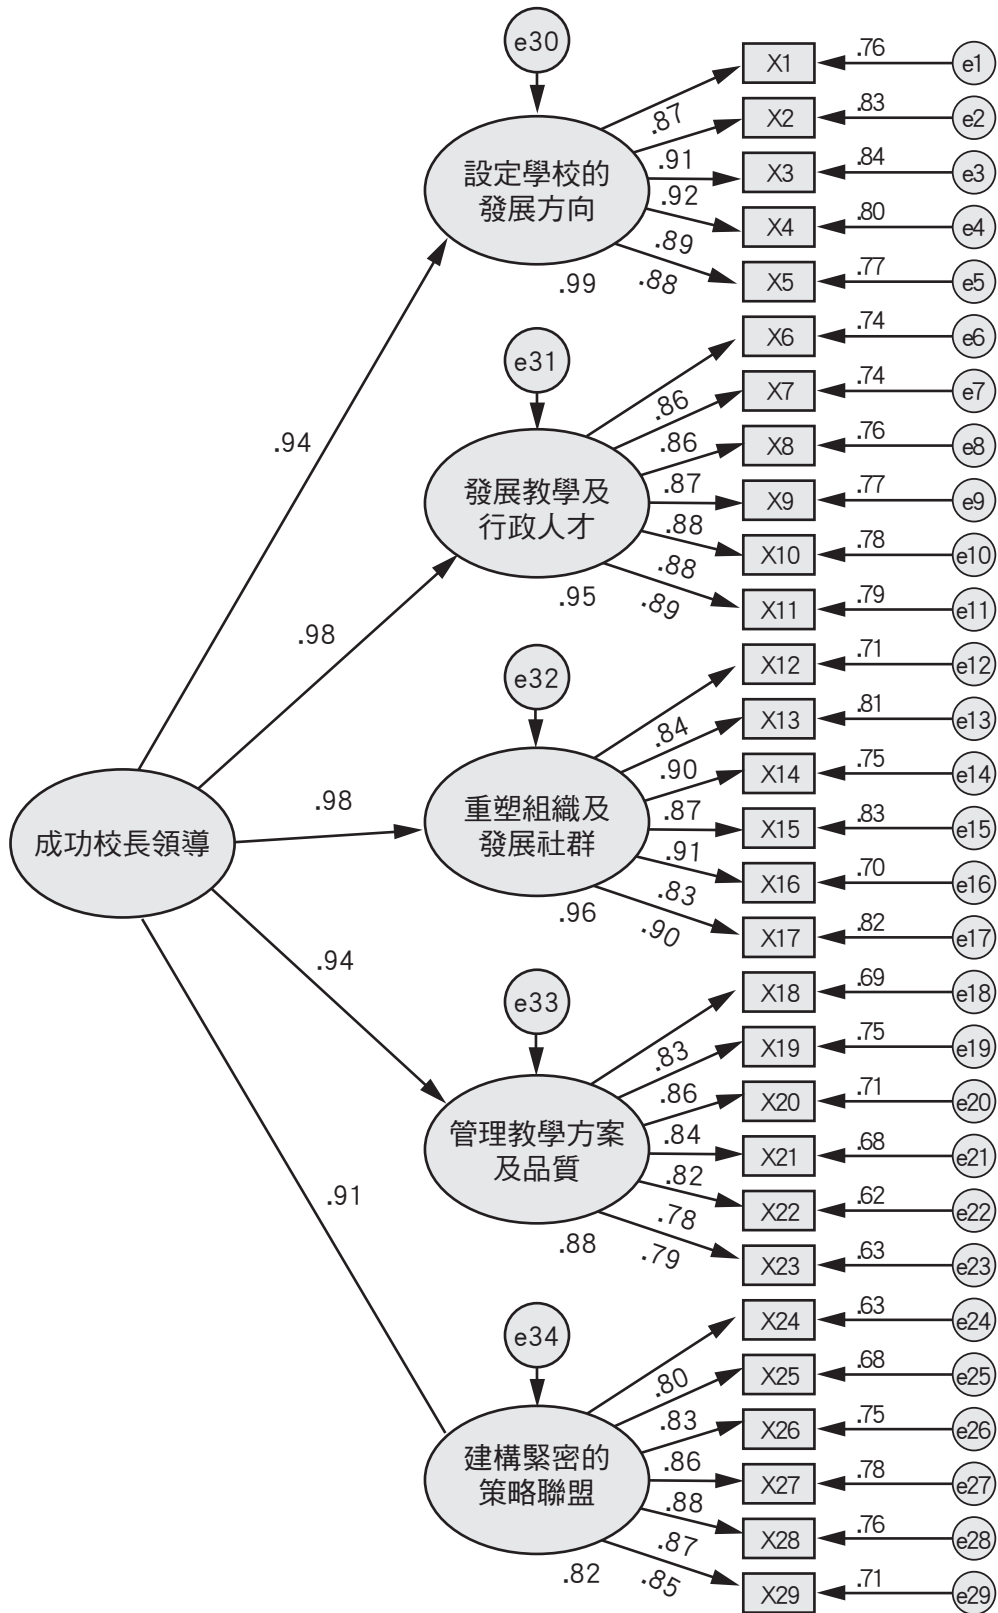 e30
X1
.76
e1
.87
X2
.83
e2
設定學校的
發展方向
.91
X3
.84
e3
.92
X4
.80
e4
.89
.88
.99
X5
.77
e5
X6
.74
e6
e31
.86
X7
.74
e7
.94
.86
X8
.76
e8
發展教學及
行政人才
.87
X9
.77
e9
.88
X10
.78
e10
.88
.89
.95
X11
.79
e11
.98
X12
.71
e12
e32
.84
X13
.81
e13
.90
X14
.75
e14
.98
重塑組織及
發展社群
.87
X15
.83
e15
成功校長領導
.91
X16
.70
e16
.83
.90
.96
X17
.82
e17
.94
X18
.69
e18
e33
.83
X19
.75
e19
.86
X20
.71
e20
管理教學方案
及品質
.84
X21
.68
e21
.82
X22
.62
e22
.91
.78
.79
.88
X23
.63
e23
X24
.63
e24
e34
.80
X25
.68
e25
.83
X26
.75
e26
建構緊密的
策略聯盟
.86
X27
.78
e27
.88
X28
.76
e28
.87
.85
.82
X29
.71
e29